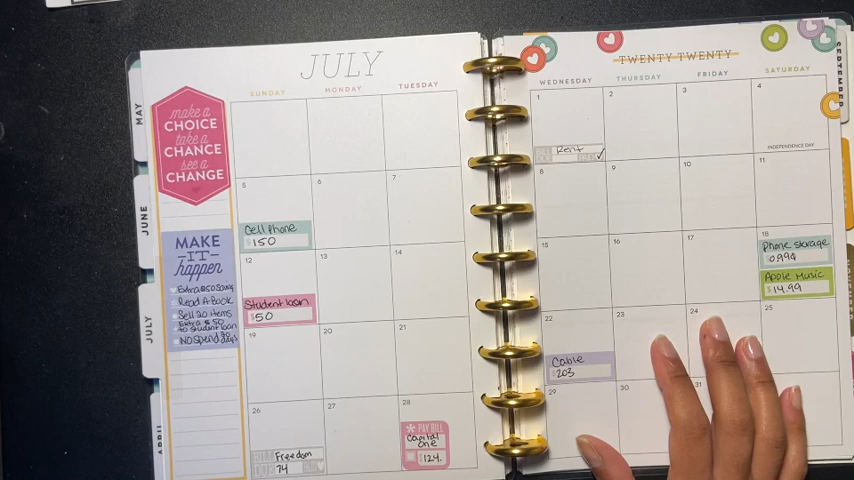 JULY
TWENTY TWENTY
SUNDAY MONDAY TUESDAY
WEDNESDAY THURSDAY FRIDAY SATURDAY
MAY
JUNE
JULY
APRIL
SEPTEMBER
make a
CHOICE
take a
CHANCE
see a
CHANGE
MAKE
-IT-
happen
Extra $50 Savings
Read A Book
Sell 20 items
Extra $50
to student loan
NO Spend 20
days
1 2 3 4
Rent
INDEPENDENCE DAY
5 6 7
Cell phone
$150
8 9 10 11
12 13 14
Student loan
$50
15 16 17 18
Phone storage
$0.99¢
Apple Music
$14.99
19 20 21
22 23 24 25
Cable
$203
26 27 28
Freedom
74
* PAY BILL
Capital
One
$124.
29 30 31